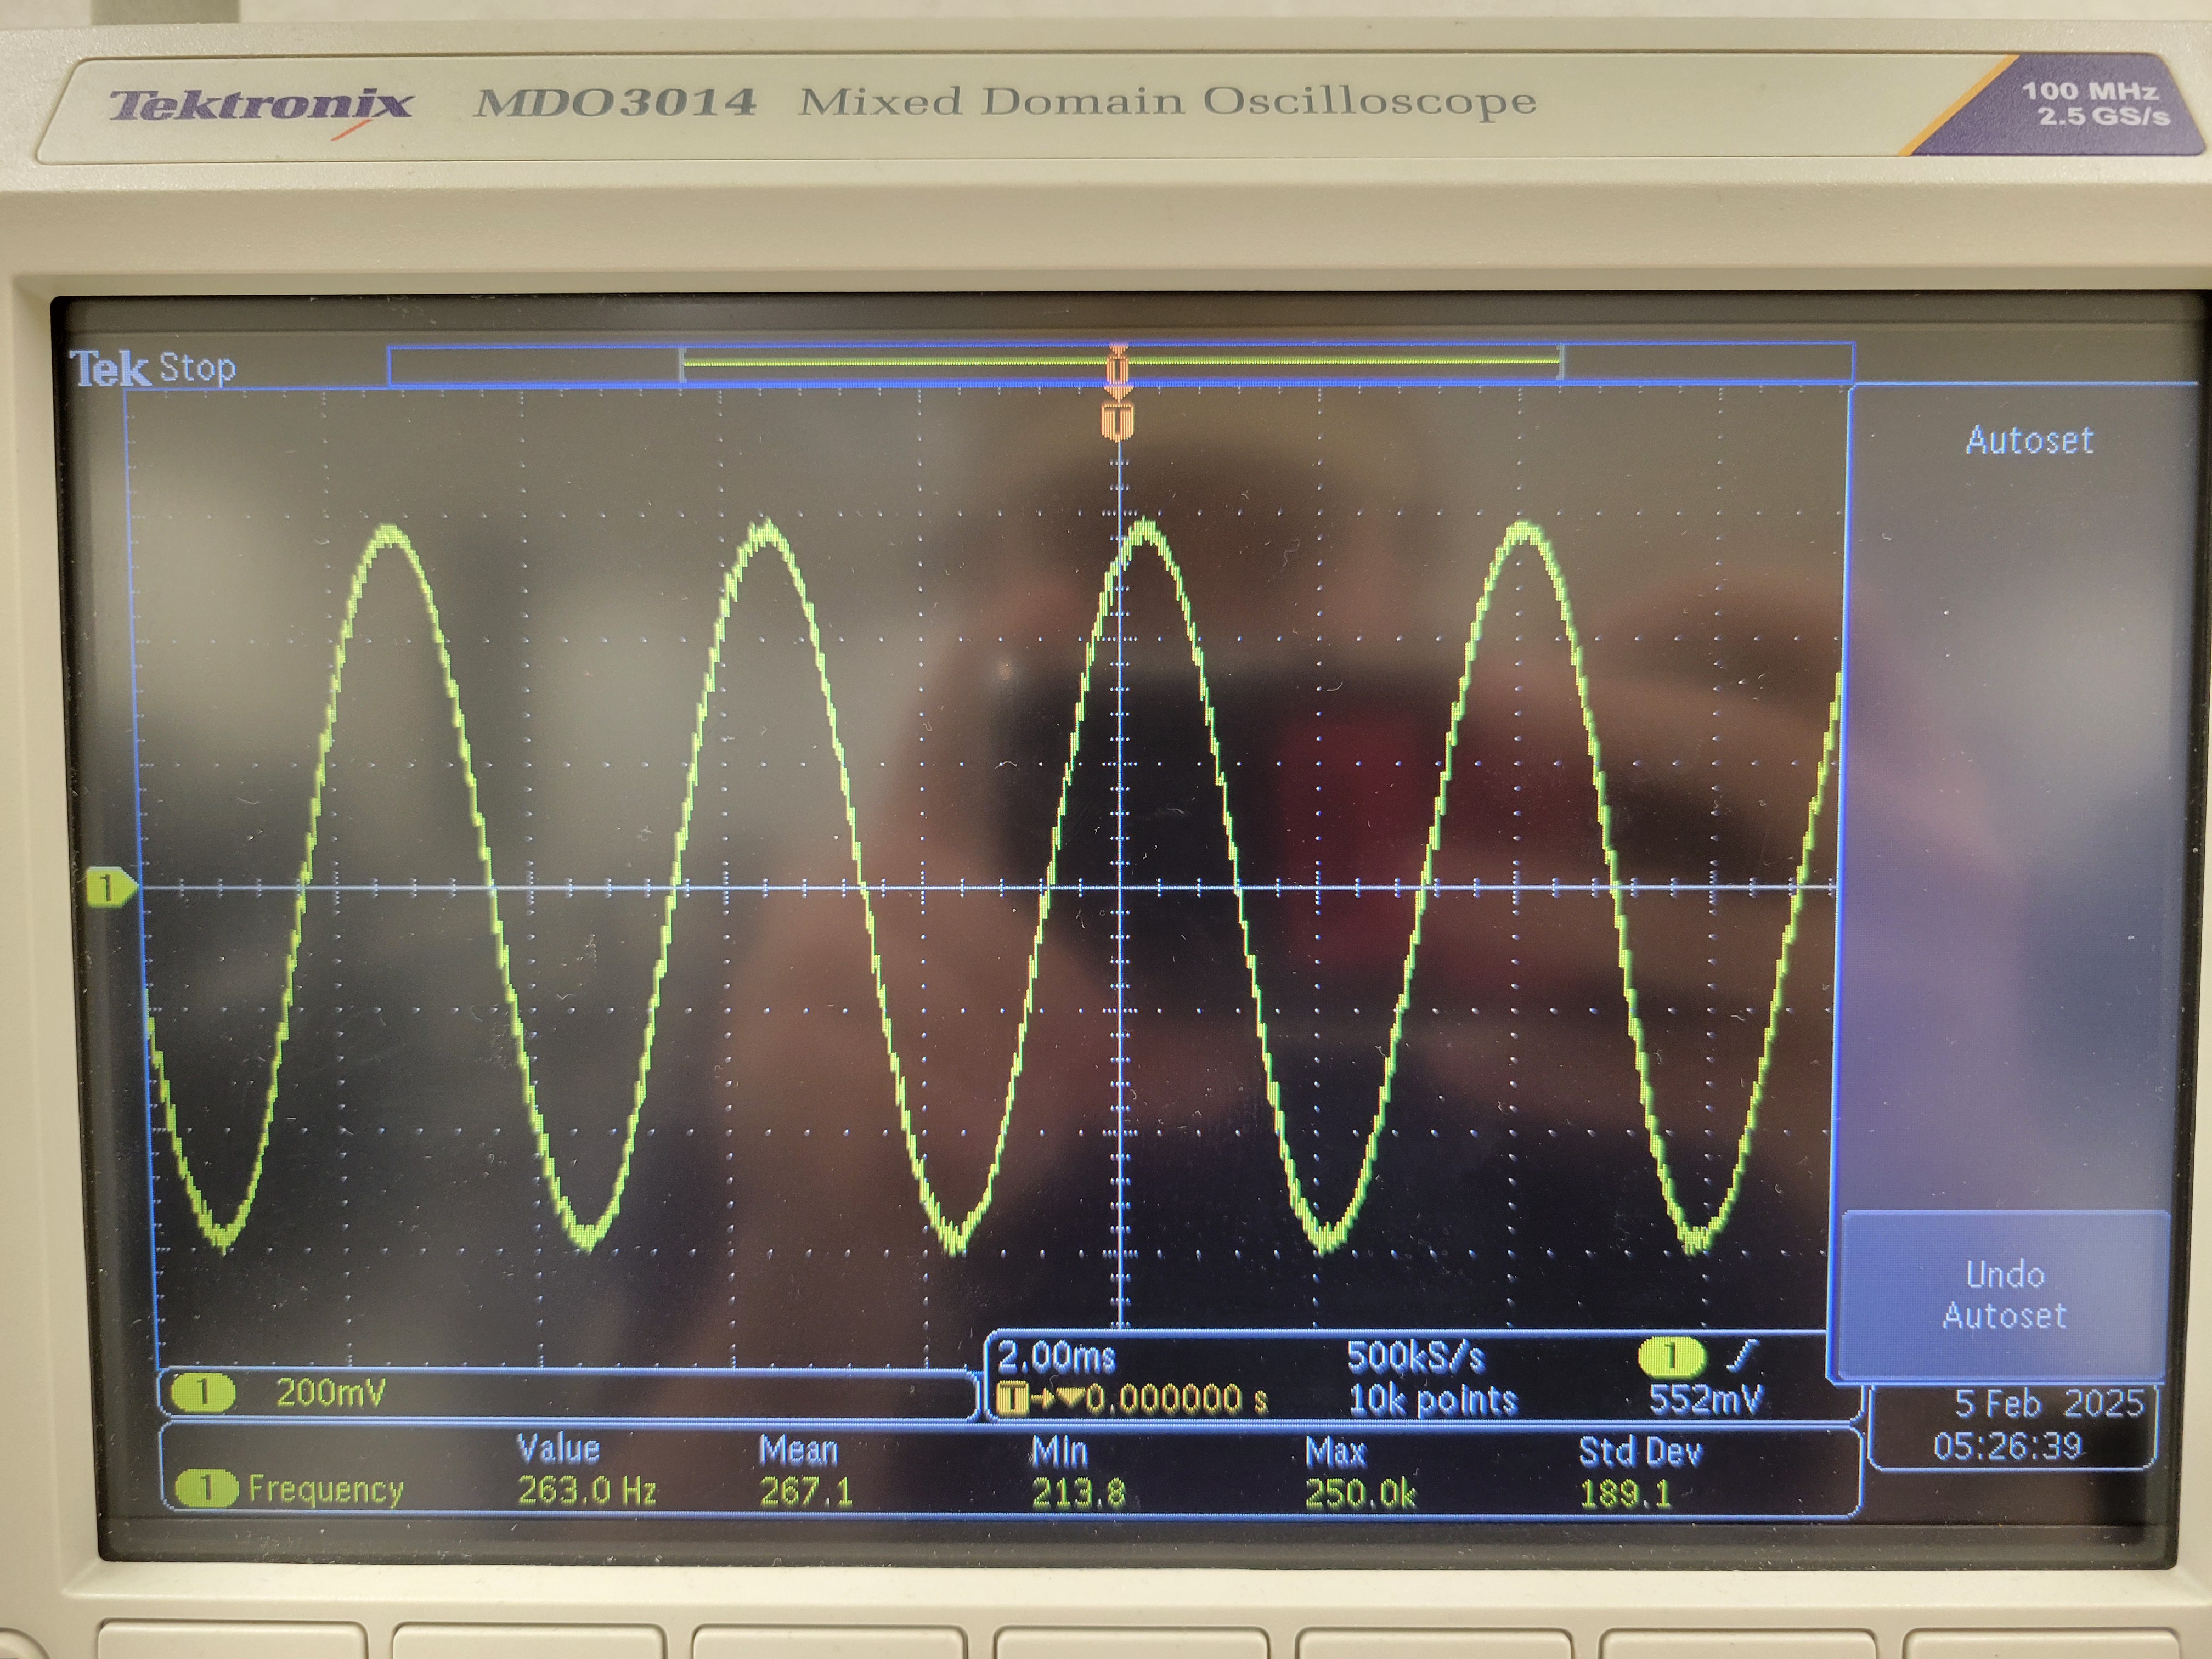 Tektronix MDO3014 Mixed Domain Oscilloscope
100 MHz
2.5 GS/s
Tek Stop
T
T
Autoset
1
Undo
Autoset
1 200mV
2.00ms 500kS/s 1
T→▼0.000000 s 10k points 552mV
5 Feb 2025
05:26:39
Value Mean Min Max Std Dev
1 Frequency 263.0 Hz 267.1 213.8 250.0k 189.1